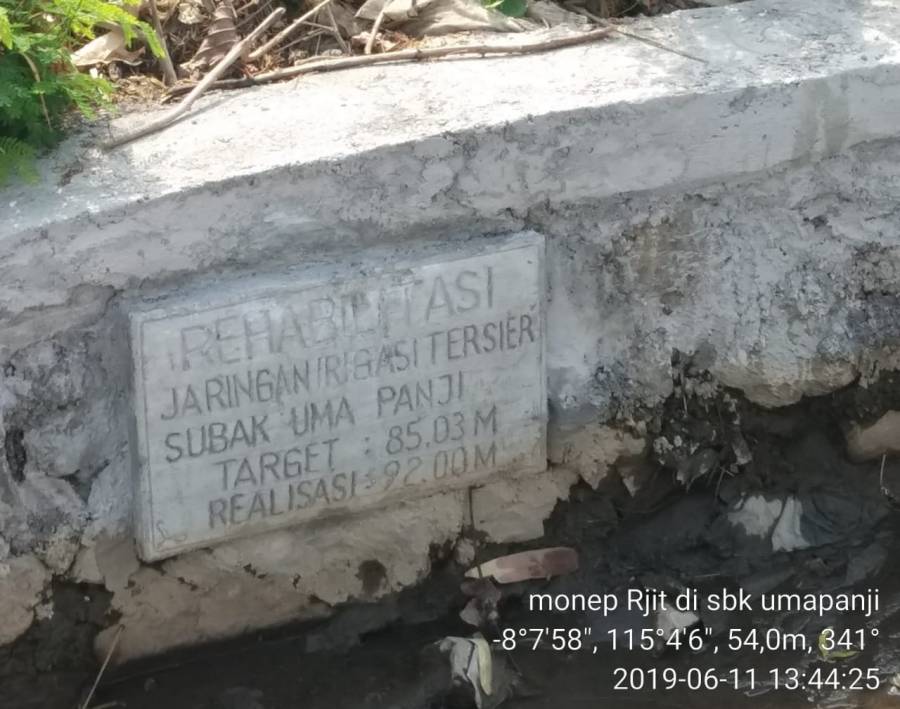 REHABILITASI
JARINGAN IRIGASI TERSIER
SUBAK UMA PANJI
TARGET : 85.03 M
REALISASI : 92.00 M
monep Rjit di sbk umapanji
-8°7'58", 115°4'6", 54,0m, 341°
2019-06-11 13:44:25